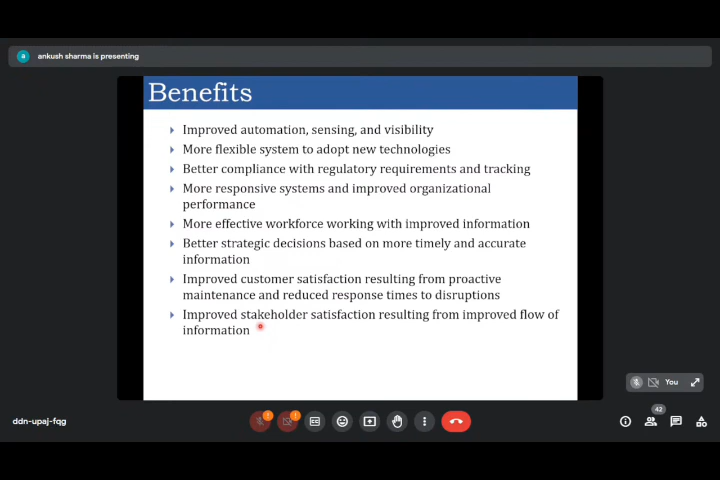 a ankush sharma is presenting
Benefits
Improved automation, sensing, and visibility
More flexible system to adopt new technologies
Better compliance with regulatory requirements and tracking
More responsive systems and improved organizational
performance
More effective workforce working with improved information
Better strategic decisions based on more timely and accurate
information
Improved customer satisfaction resulting from proactive
maintenance and reduced response times to disruptions
Improved stakeholder satisfaction resulting from improved flow of
information
You
42
ddn-upaj-fqg